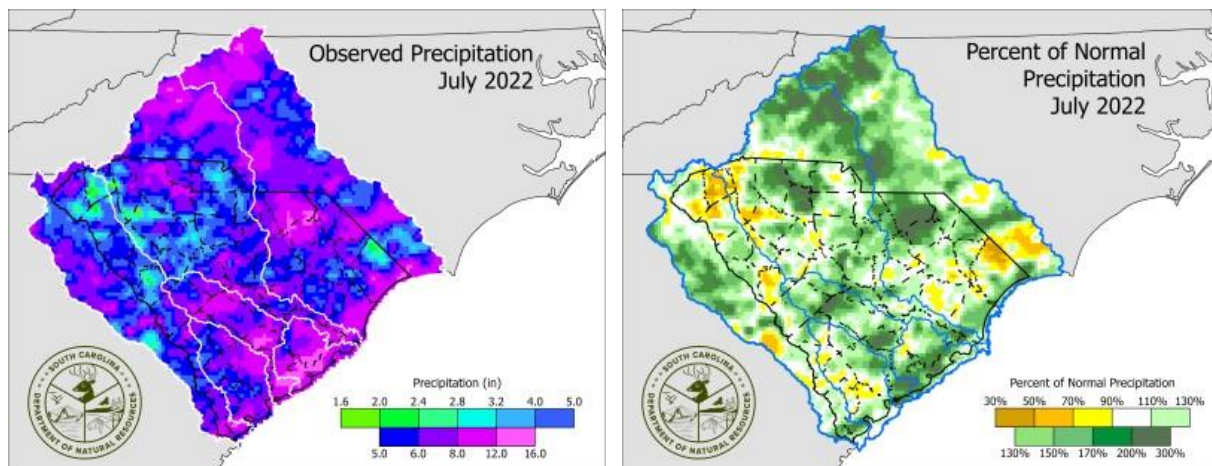 Observed Precipitation
July 2022
SOUTH CAROLINA
DEPARTMENT OF NATURAL RESOURCES
Precipitation (in)
1.6 2.0 2.4 2.8 3.2 4.0 5.0
5.0 6.0 8.0 12.0 16.0
Percent of Normal
Precipitation
July 2022
SOUTH CAROLINA
DEPARTMENT OF NATURAL RESOURCES
Percent of Normal Precipitation
30% 50% 70% 90% 110% 130%
130% 150% 170% 200% 300%